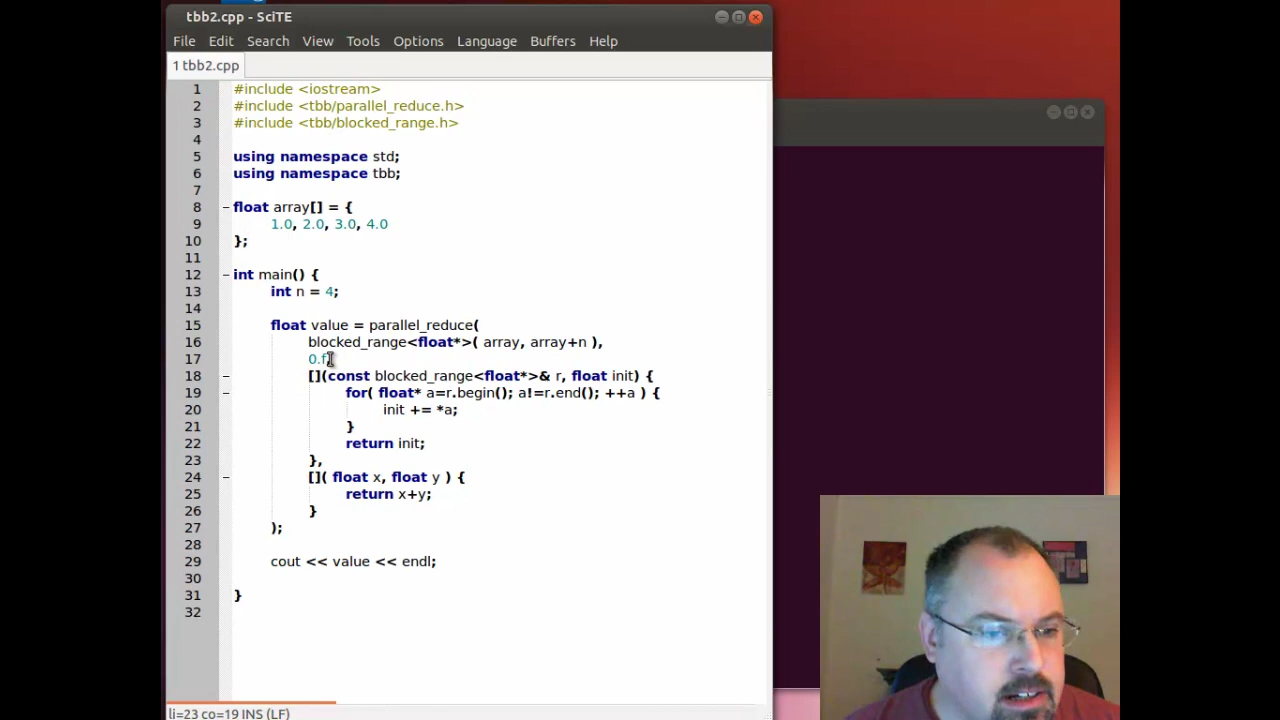 tbb2.cpp - SciTE
File Edit Search View Tools Options Language Buffers Help
1 tbb2.cpp
1 #include <iostream>
2 #include <tbb/parallel_reduce.h>
3 #include <tbb/blocked_range.h>
4
5 using namespace std;
6 using namespace tbb;
7
8 float array[] = {
9 1.0, 2.0, 3.0, 4.0
10 };
11
12 int main() {
13 int n = 4;
14
15 float value = parallel_reduce(
16 blocked_range<float*>( array, array+n ),
17 0.f
18 [](const blocked_range<float*>& r, float init) {
19 for( float* a=r.begin(); a!=r.end(); ++a ) {
20 init += *a;
21 }
22 return init;
23 },
24 []( float x, float y ) {
25 return x+y;
26 }
27 );
28
29 cout << value << endl;
30
31 }
32
li=23 co=19 INS (LF)